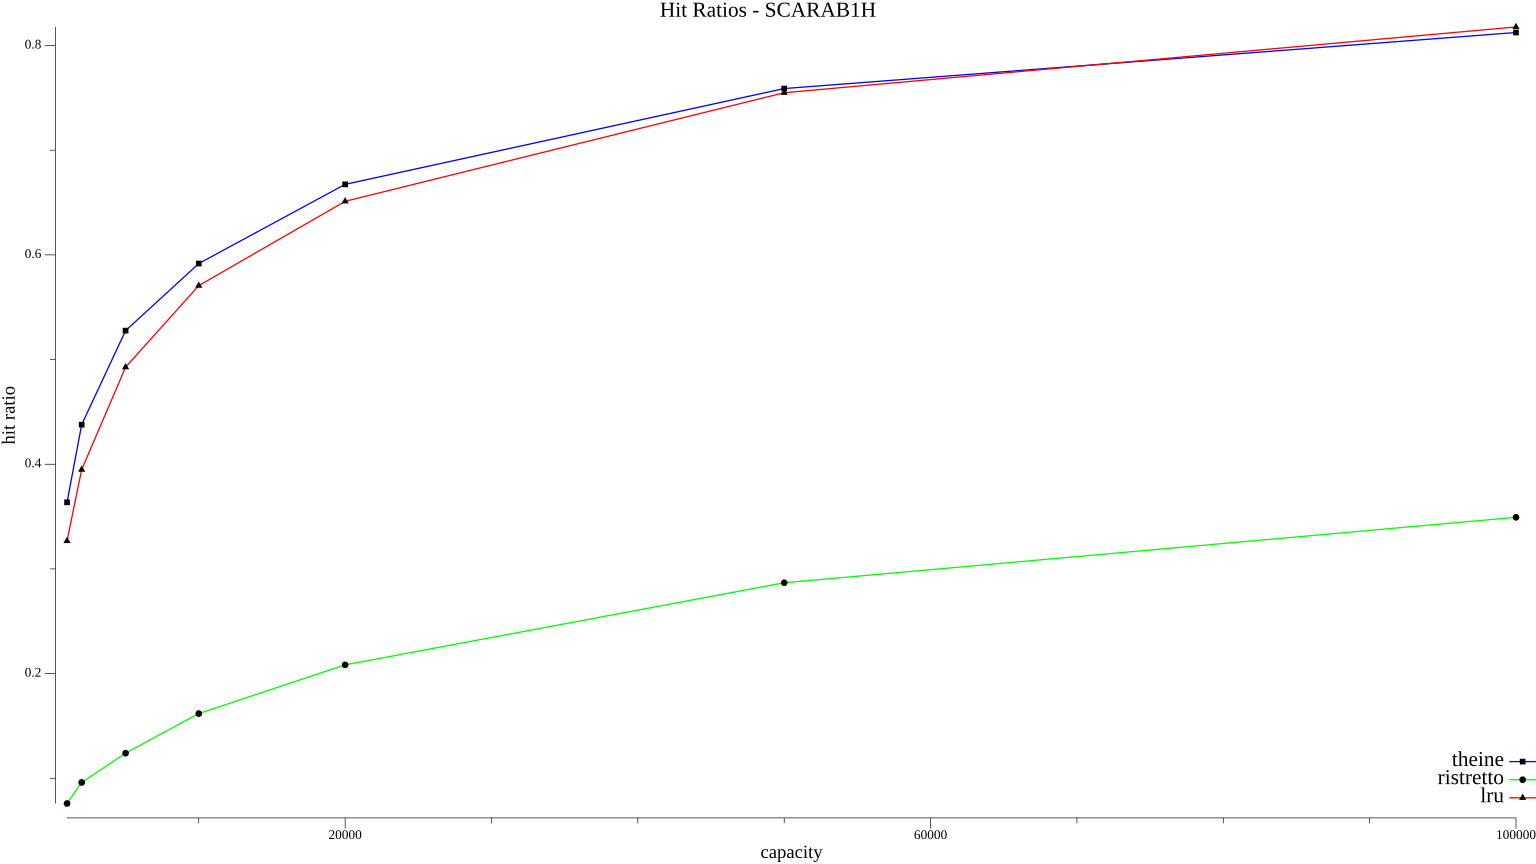 Hit Ratios - SCARAB1H
0.8
0.6
0.4
0.2
hit ratio
theine
ristretto
lru
20000
60000
100000
capacity